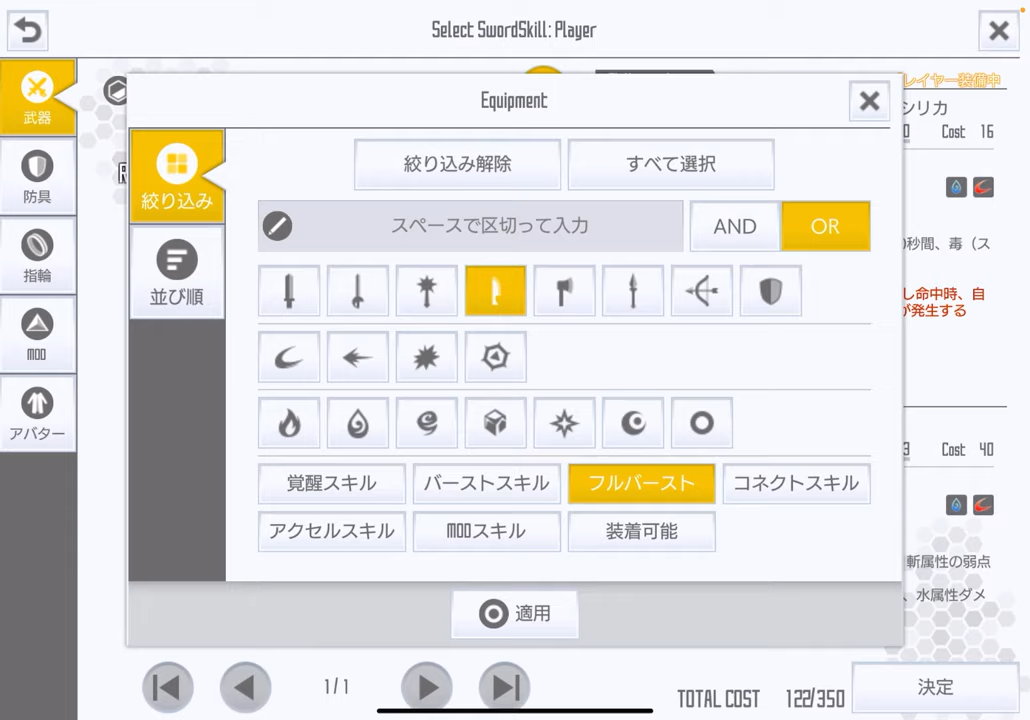 Select SwordSkill: Player
武器
防具
指輪
MOD
アバター
Equipment
絞り込み
並び順
絞り込み解除
すべて選択
スペースで区切って入力
AND
OR
覚醒スキル
バーストスキル
フルバースト
コネクトスキル
アクセルスキル
MODスキル
装着可能
適用
レイヤー装備中
シリカ
0 Cost 16
0秒間、毒（ス
し命中時、自
が発生する
3 Cost 40
斬属性の弱点
、水属性ダメ
1/1
TOTAL COST 122/350
決定